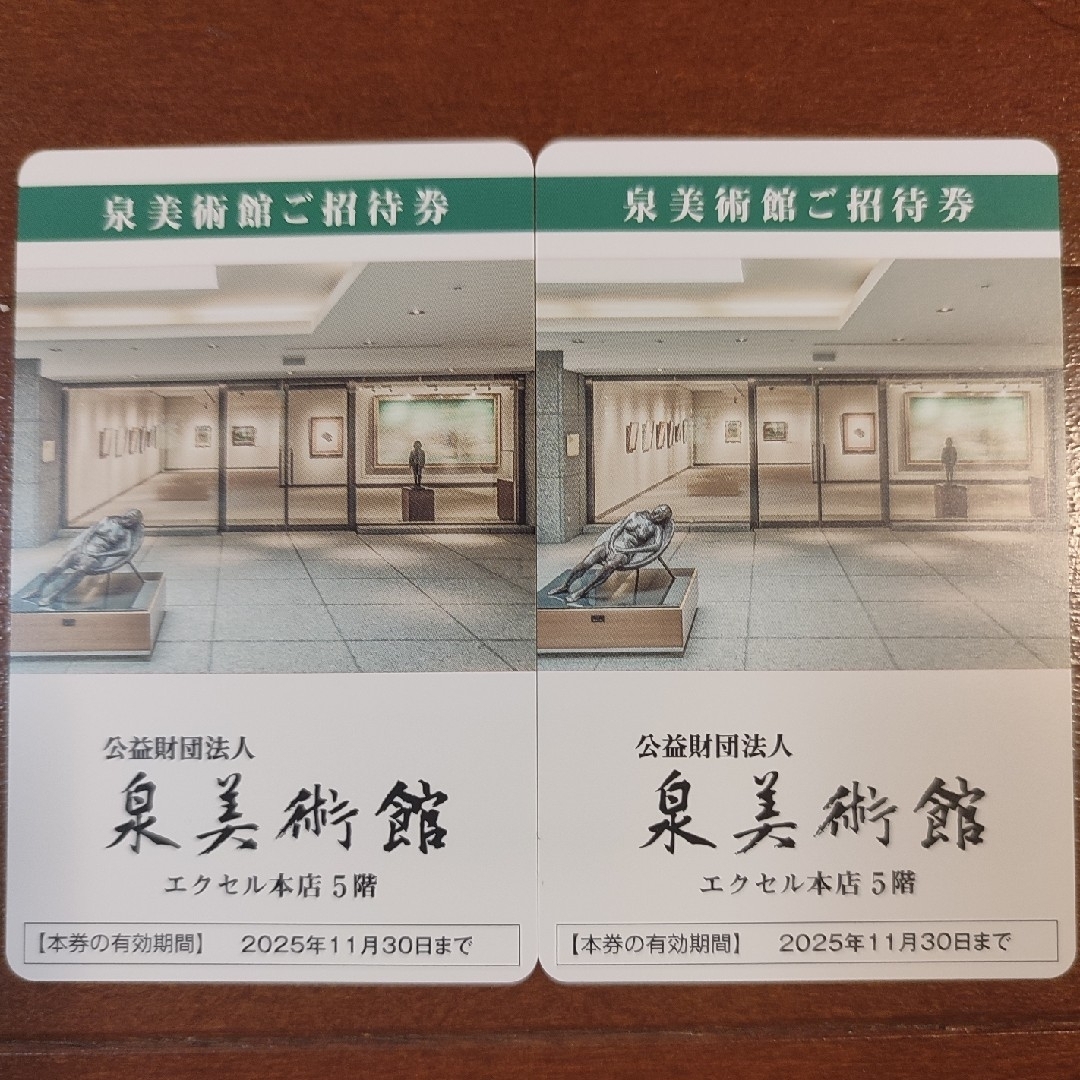 泉美術館ご招待券
公益財団法人
泉美術館
エクセル本店5階
【本券の有効期間】 2025年11月30日まで
泉美術館ご招待券
公益財団法人
泉美術館
エクセル本店5階
【本券の有効期間】 2025年11月30日まで